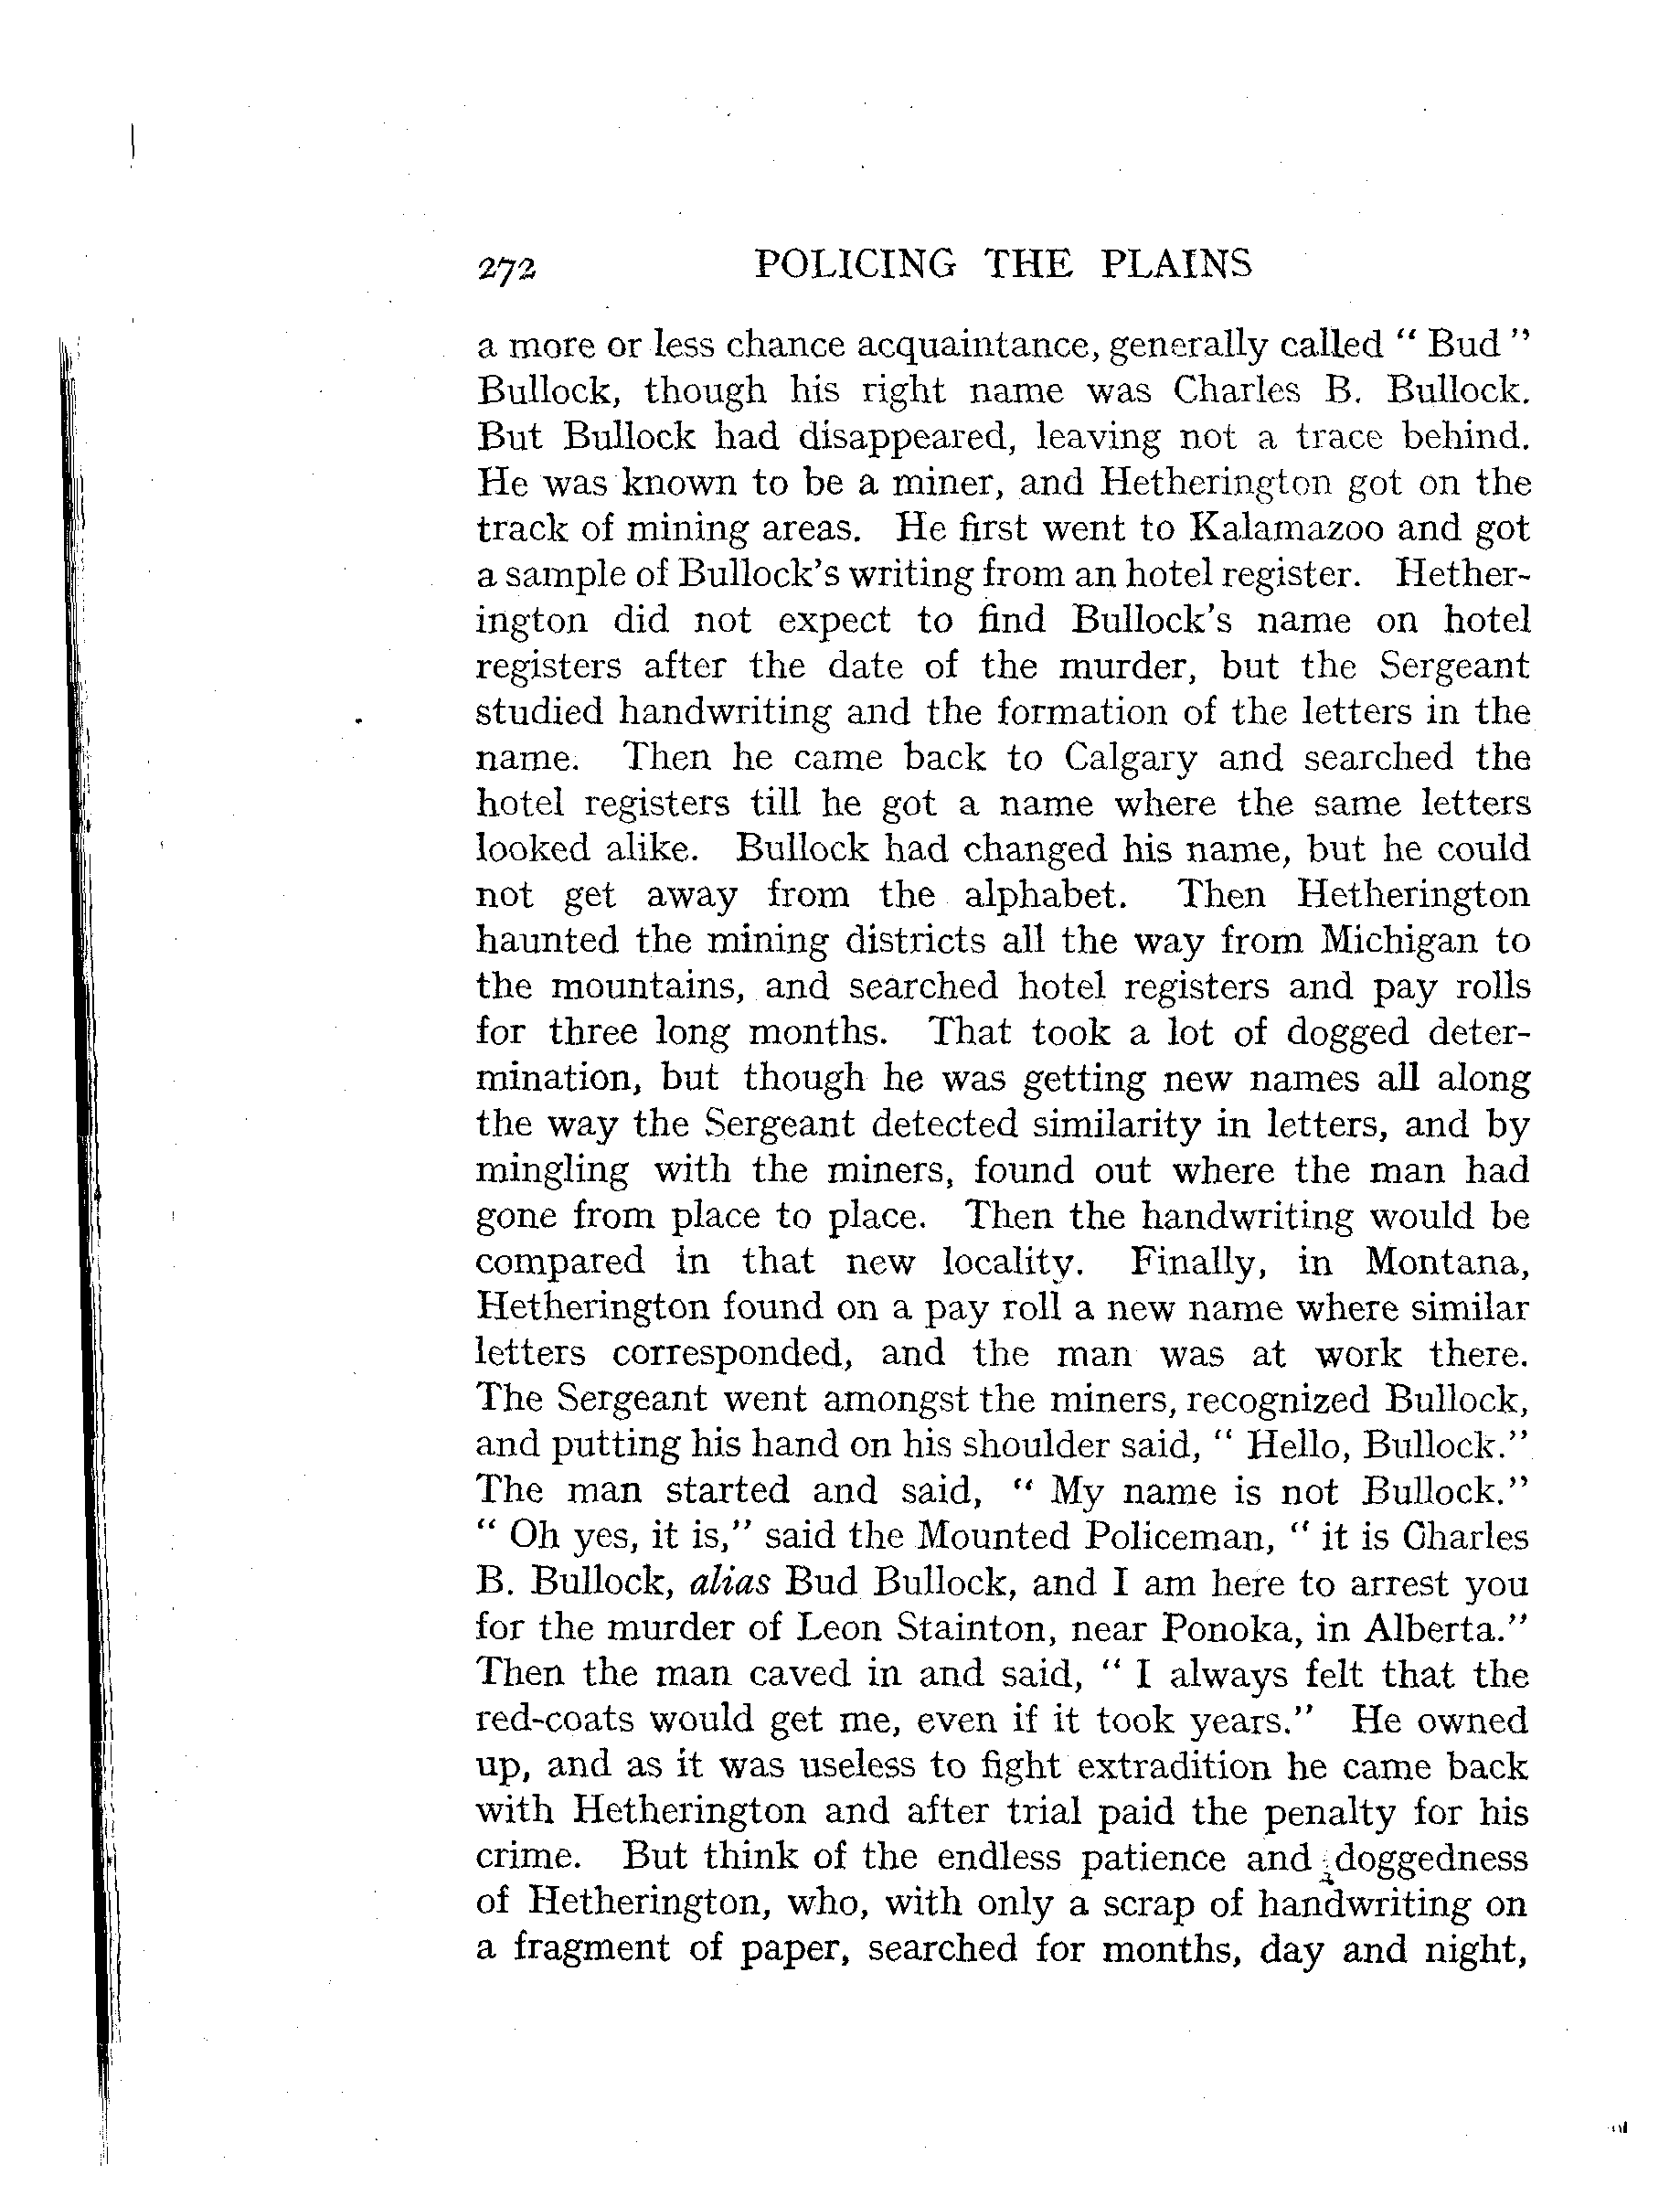 272 POLICING THE PLAINS
a more or less chance acquaintance, generally called “ Bud ”
Bullock, though his right name was Charles B. Bullock.
But Bullock had disappeared, leaving not a trace behind.
He was known to be a miner, and Hetherington got on the
track of mining areas. He first went to Kalamazoo and got
a sample of Bullock's writing from an hotel register. Hether-
ington did not expect to find Bullock's name on hotel
registers after the date of the murder, but the Sergeant
studied handwriting and the formation of the letters in the
name. Then he came back to Calgary and searched the
hotel registers till he got a name where the same letters
looked alike. Bullock had changed his name, but he could
not get away from the alphabet. Then Hetherington
haunted the mining districts all the way from Michigan to
the mountains, and searched hotel registers and pay rolls
for three long months. That took a lot of dogged deter-
mination, but though he was getting new names all along
the way the Sergeant detected similarity in letters, and by
mingling with the miners, found out where the man had
gone from place to place. Then the handwriting would be
compared in that new locality. Finally, in Montana,
Hetherington found on a pay roll a new name where similar
letters corresponded, and the man was at work there.
The Sergeant went amongst the miners, recognized Bullock,
and putting his hand on his shoulder said, “ Hello, Bullock.”
The man started and said, “ My name is not Bullock.”
“ Oh yes, it is,” said the Mounted Policeman, “ it is Charles
B. Bullock, alias Bud Bullock, and I am here to arrest you
for the murder of Leon Stainton, near Ponoka, in Alberta.”
Then the man caved in and said, “ I always felt that the
red-coats would get me, even if it took years.” He owned
up, and as it was useless to fight extradition he came back
with Hetherington and after trial paid the penalty for his
crime. But think of the endless patience and doggedness
of Hetherington, who, with only a scrap of handwriting on
a fragment of paper, searched for months, day and night,